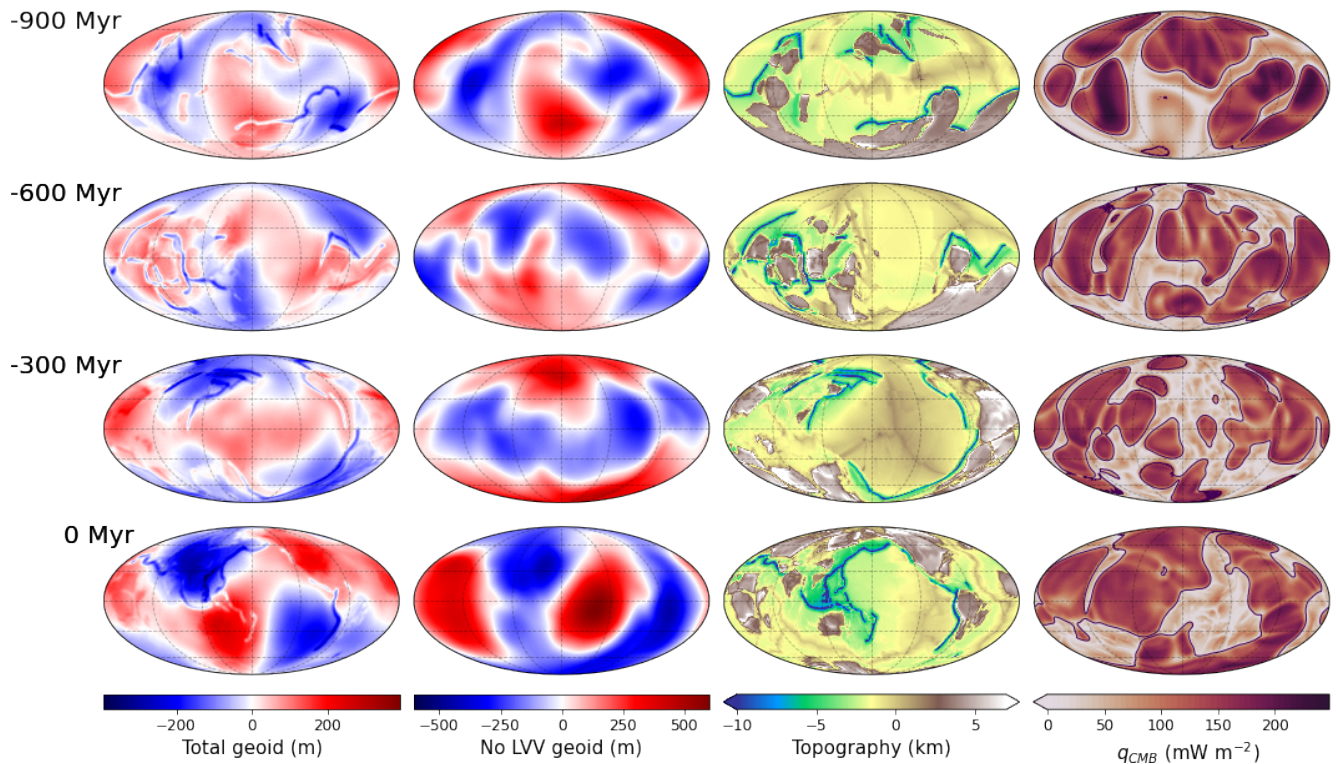 -900 Myr
-600 Myr
-300 Myr
0 Myr
−200 0 200
Total geoid (m)
−500 −250 0 250 500
No LVV geoid (m)
−10 −5 0 5
Topography (km)
0 50 100 150 200
qCMB (mW m−2)